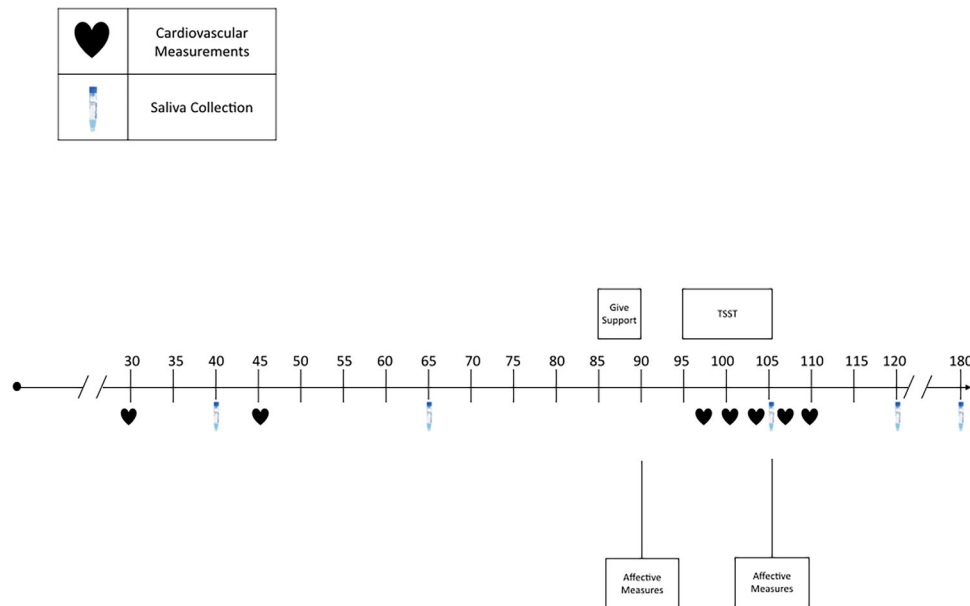 Cardiovascular
Measurements
Saliva Collection
Give
Support
TSST
30 35 40 45 50 55 60 65 70 75 80 85 90 95 100 105 110 115 120 180
Affective
Measures
Affective
Measures